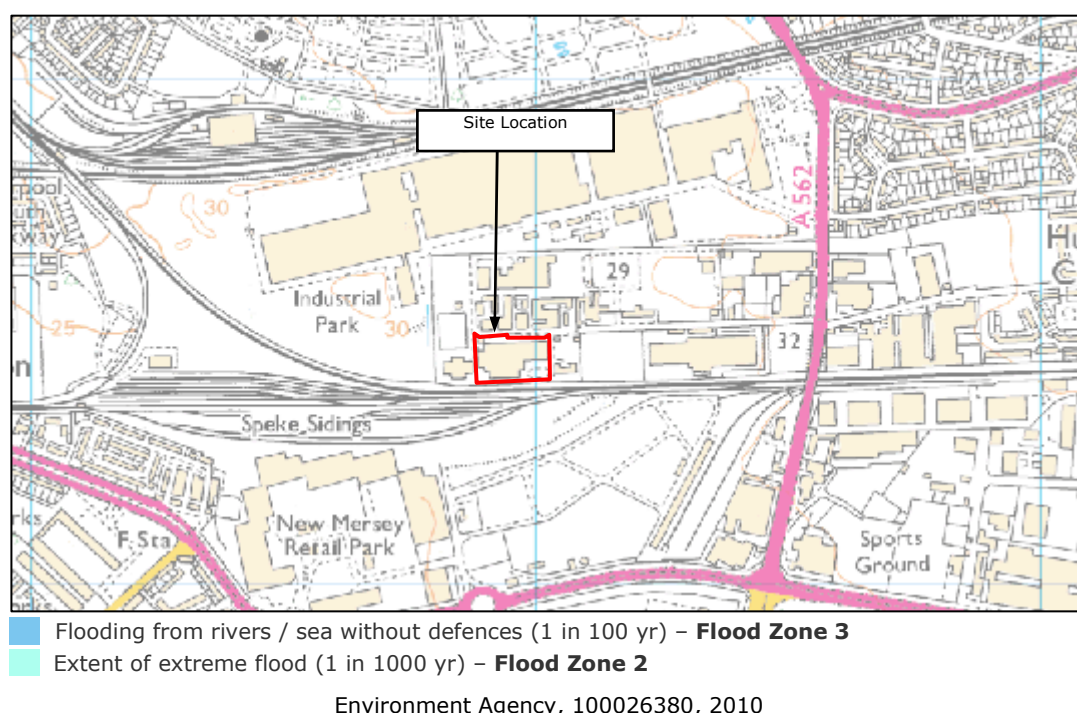 Site Location
A 562
30
29
Industrial
Park
30
25
32
Speke Sidings
New Mersey
Retail Park
F Sta
Sports
Ground
Flooding from rivers / sea without defences (1 in 100 yr) – Flood Zone 3
Extent of extreme flood (1 in 1000 yr) – Flood Zone 2
Environment Agency, 100026380, 2010